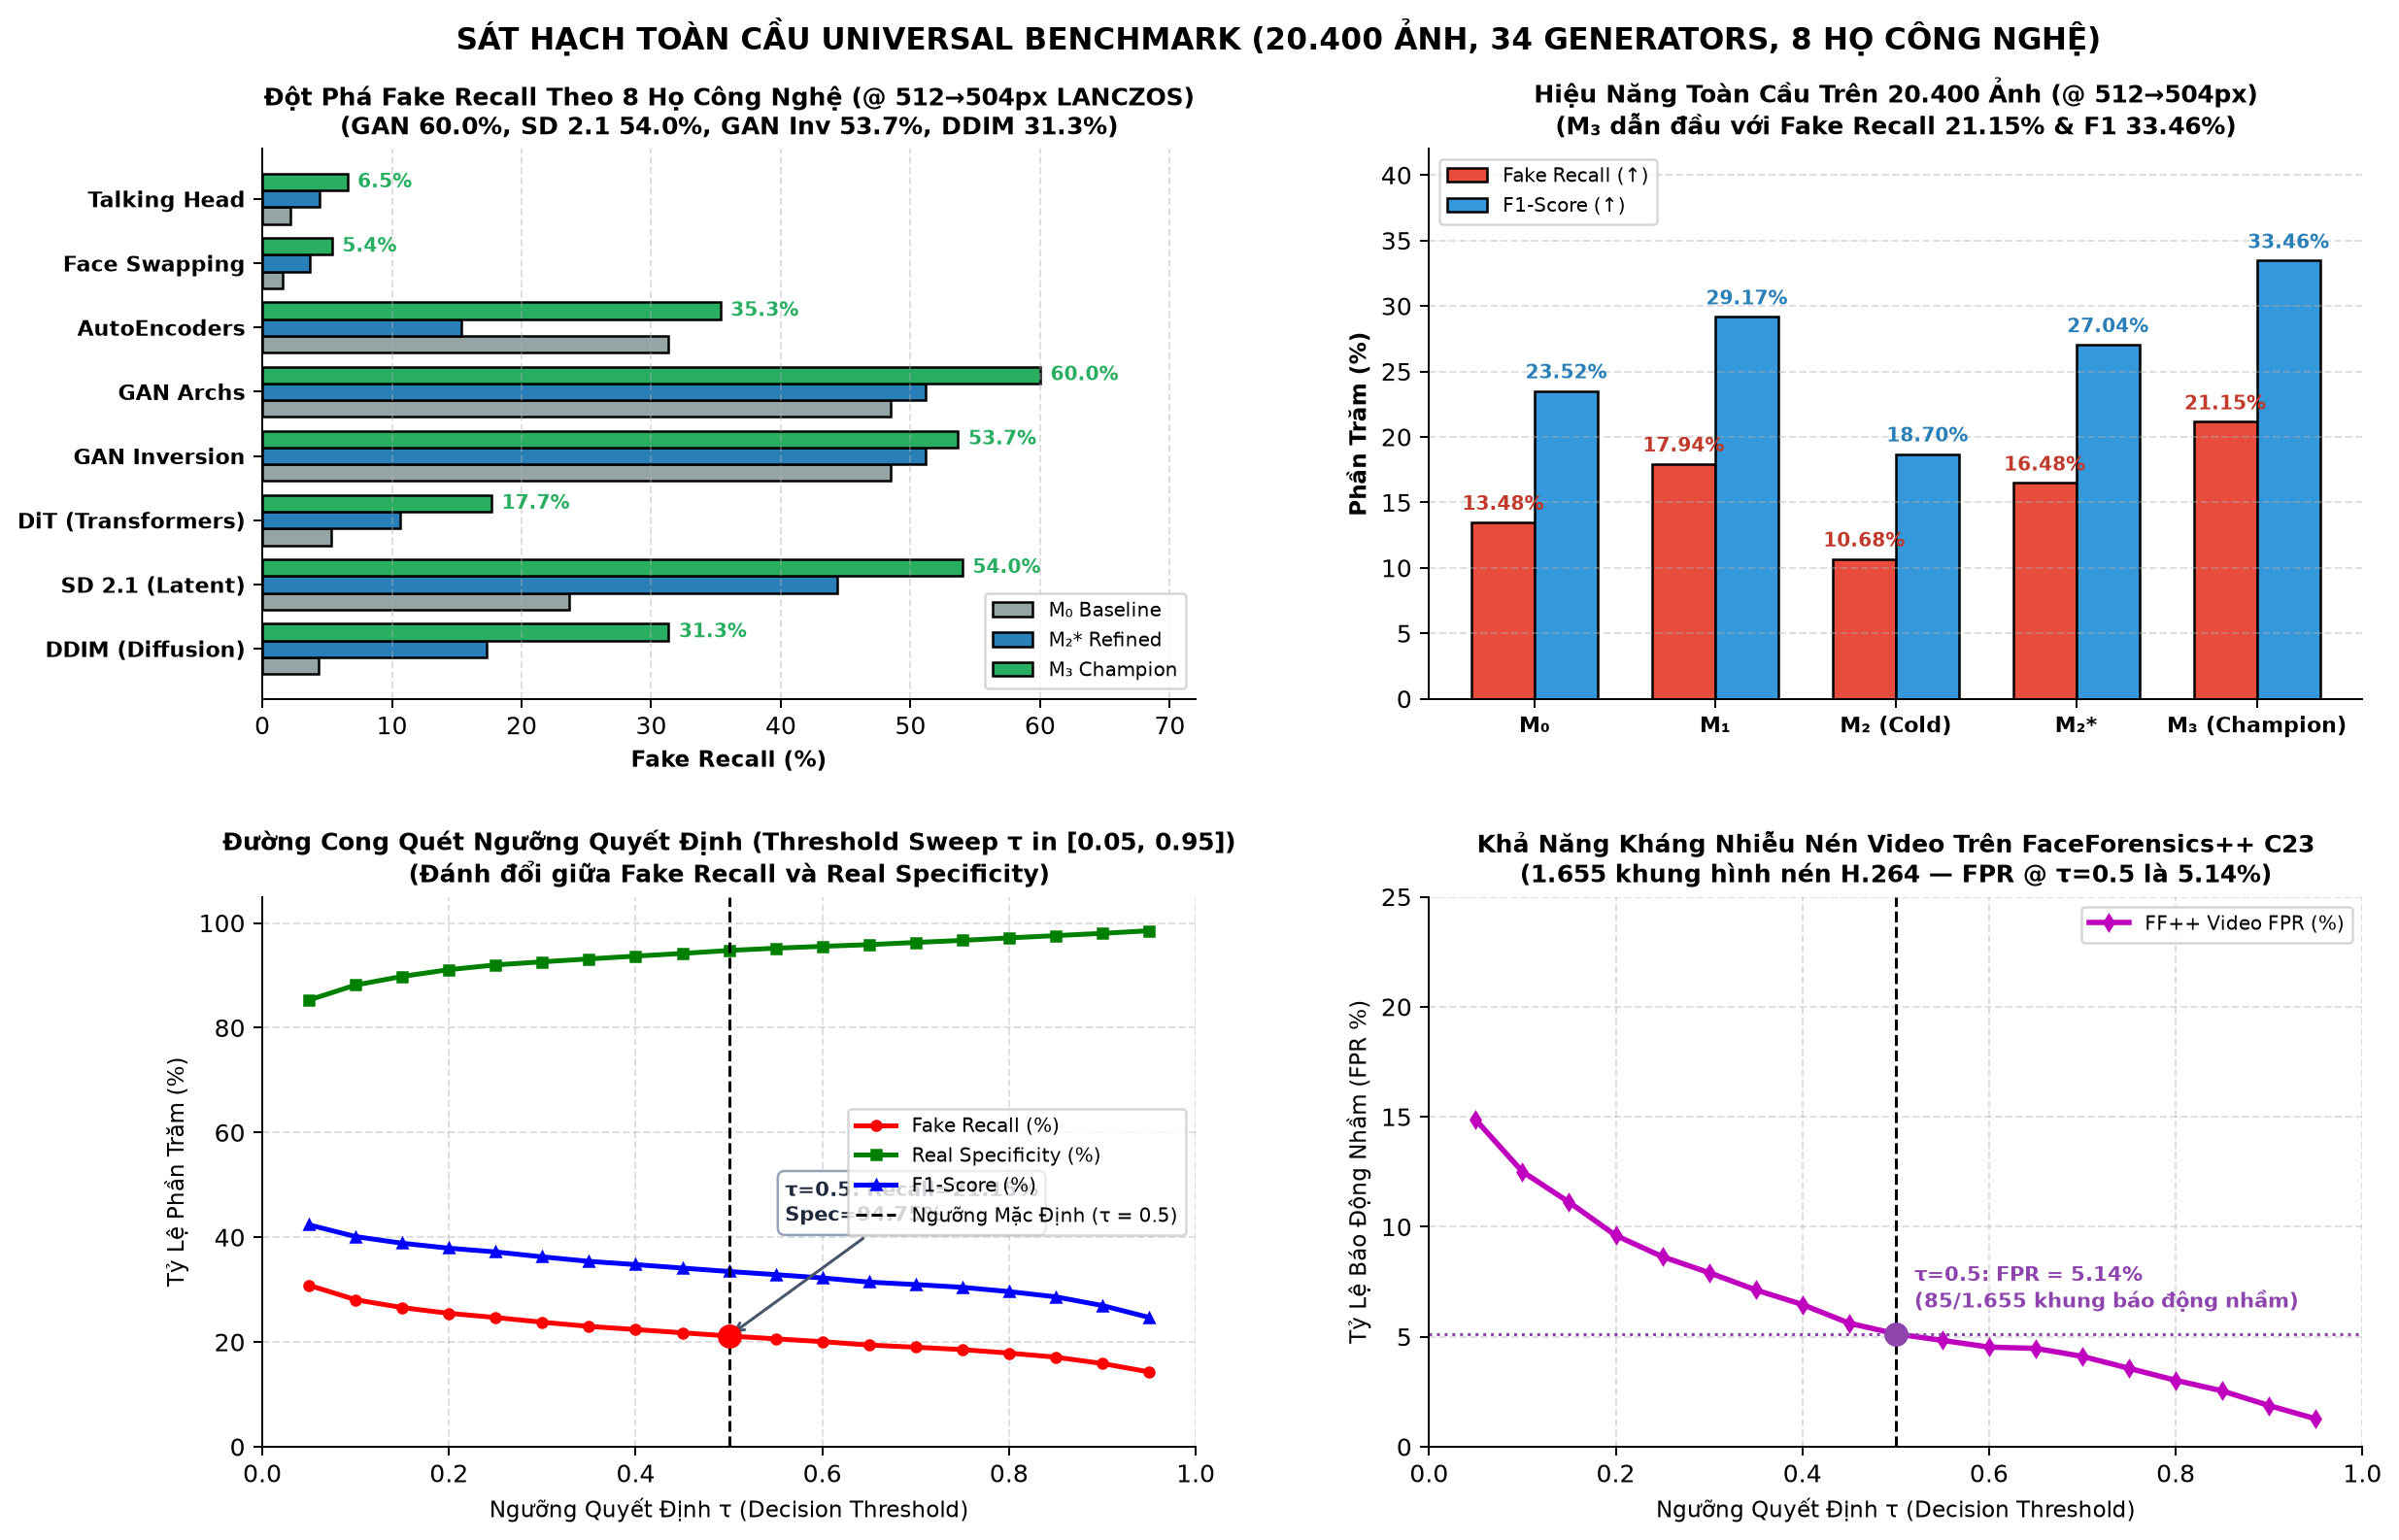 SÁT HẠCH TOÀN CẦU UNIVERSAL BENCHMARK (20.400 ẢNH, 34 GENERATORS, 8 HỌ CÔNG NGHỆ)
Đột Phá Fake Recall Theo 8 Họ Công Nghệ (@ 512→504px LANCZOS)
(GAN 60.0%, SD 2.1 54.0%, GAN Inv 53.7%, DDIM 31.3%)
Talking Head
6.5%
Face Swapping
5.4%
AutoEncoders
35.3%
GAN Archs
60.0%
GAN Inversion
53.7%
DiT (Transformers)
17.7%
SD 2.1 (Latent)
54.0%
DDIM (Diffusion)
31.3%
M₀ Baseline
M₂* Refined
M₃ Champion
0 10 20 30 40 50 60 70
Fake Recall (%)
Hiệu Năng Toàn Cầu Trên 20.400 Ảnh (@ 512→504px)
(M₃ dẫn đầu với Fake Recall 21.15% & F1 33.46%)
Fake Recall (↑)
F1-Score (↑)
40
35
30
25
20
15
10
5
0
Phần Trăm (%)
13.48%
23.52%
17.94%
29.17%
10.68%
18.70%
16.48%
27.04%
21.15%
33.46%
M₀ M₁ M₂ (Cold) M₂* M₃ (Champion)
Đường Cong Quét Ngưỡng Quyết Định (Threshold Sweep τ in [0.05, 0.95])
(Đánh đổi giữa Fake Recall và Real Specificity)
100
80
60
40
20
0
Tỷ Lệ Phần Trăm (%)
Fake Recall (%)
Real Specificity (%)
F1-Score (%)
Ngưỡng Mặc Định (τ = 0.5)
τ=0.5: Recall=21.15%
Spec=94.75%
0.0 0.2 0.4 0.6 0.8 1.0
Ngưỡng Quyết Định τ (Decision Threshold)
Khả Năng Kháng Nhiễu Nén Video Trên FaceForensics++ C23
(1.655 khung hình nén H.264 — FPR @ τ=0.5 là 5.14%)
25
20
15
10
5
0
Tỷ Lệ Báo Động Nhầm (FPR %)
FF++ Video FPR (%)
τ=0.5: FPR = 5.14%
(85/1.655 khung báo động nhầm)
0.0 0.2 0.4 0.6 0.8 1.0
Ngưỡng Quyết Định τ (Decision Threshold)